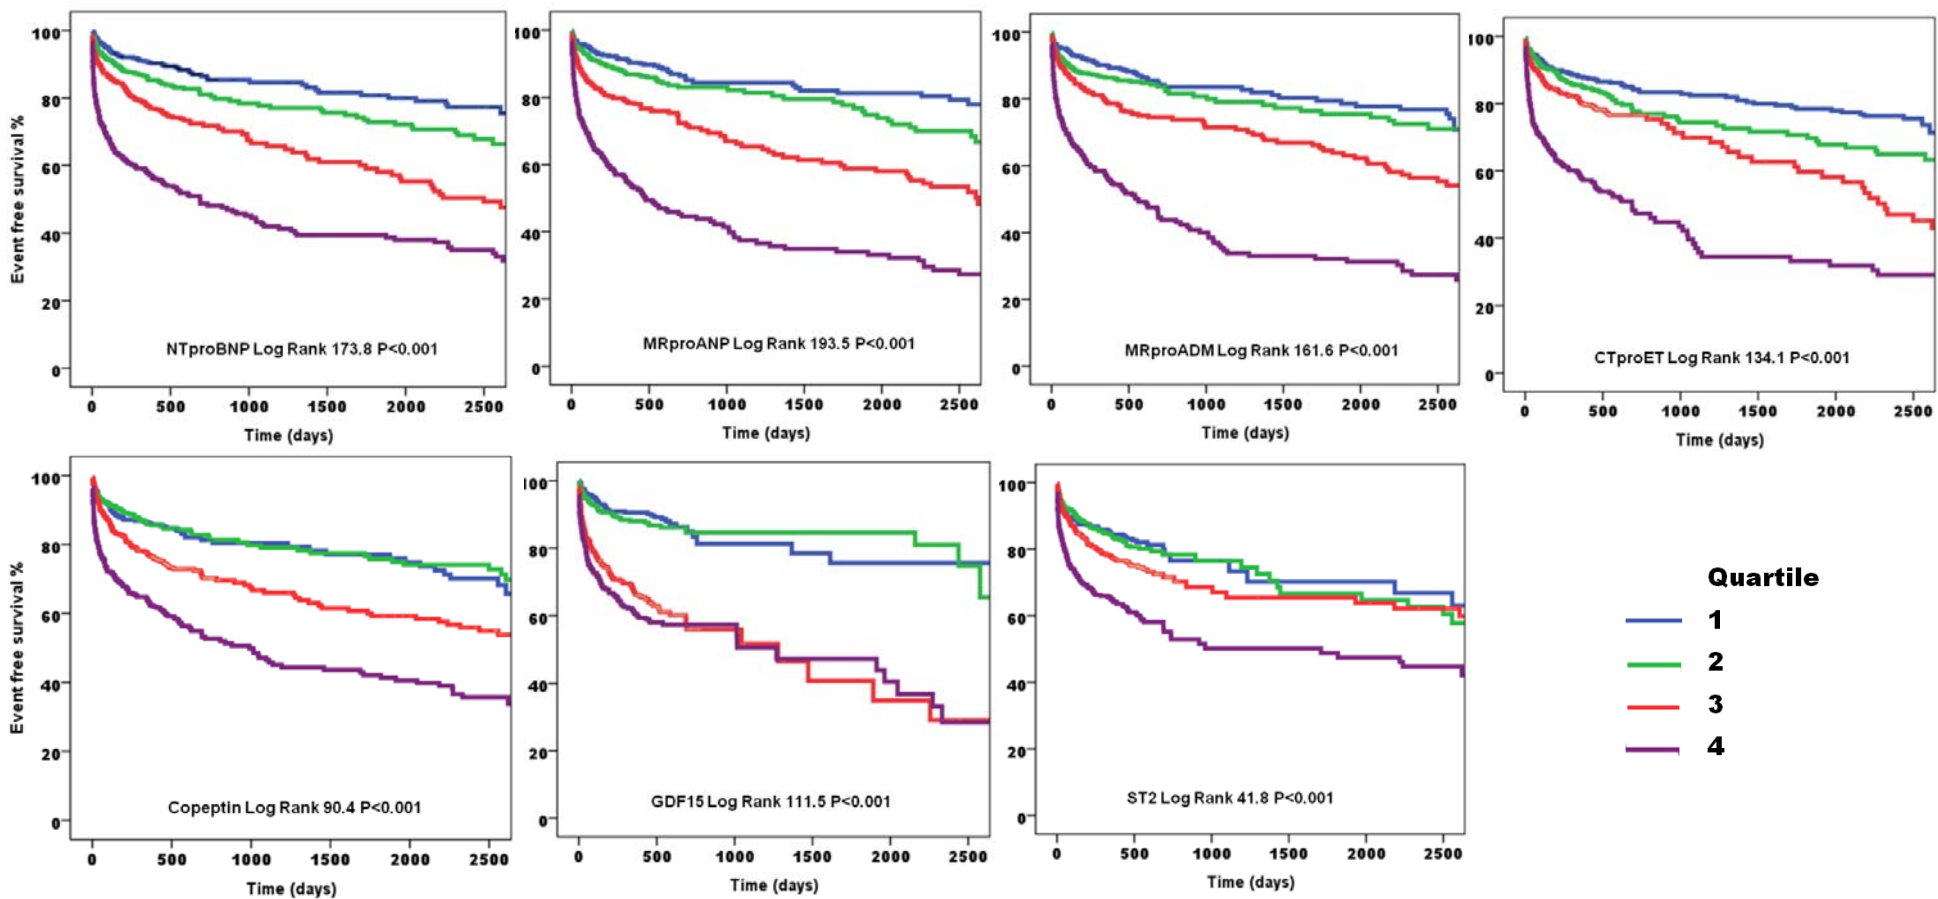 Event free survival %
100
80
60
40
20
0
NTproBNP Log Rank 173.8 P<0.001
0 500 1000 1500 2000 2500
Time (days)
100
80
60
40
20
0
MRproANP Log Rank 193.5 P<0.001
0 500 1000 1500 2000 2500
Time (days)
100
80
60
40
20
0
MRproADM Log Rank 161.6 P<0.001
0 500 1000 1500 2000 2500
Time (days)
100
80
60
40
20
0
CTproET Log Rank 134.1 P<0.001
0 500 1000 1500 2000 2500
Time (days)
Event free survival %
100
80
60
40
20
0
Copeptin Log Rank 90.4 P<0.001
0 500 1000 1500 2000 2500
Time (days)
100
80
60
40
20
0
GDF15 Log Rank 111.5 P<0.001
0 500 1000 1500 2000 2500
Time (days)
100
80
60
40
20
0
ST2 Log Rank 41.8 P<0.001
0 500 1000 1500 2000 2500
Time (days)
Quartile
1
2
3
4